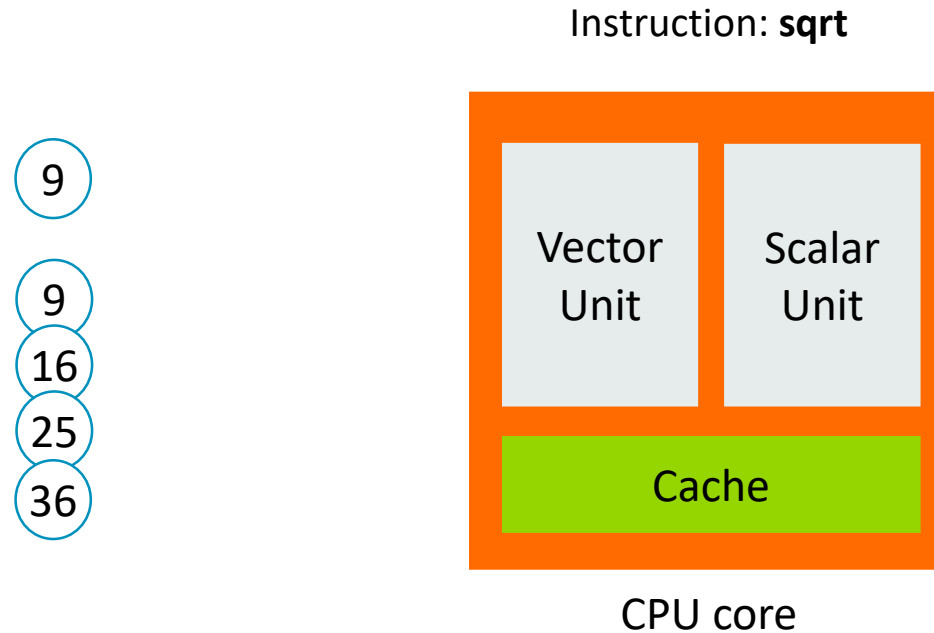 Instruction: sqrt
9
9
16
25
36
Vector
Unit
Scalar
Unit
Cache
CPU core